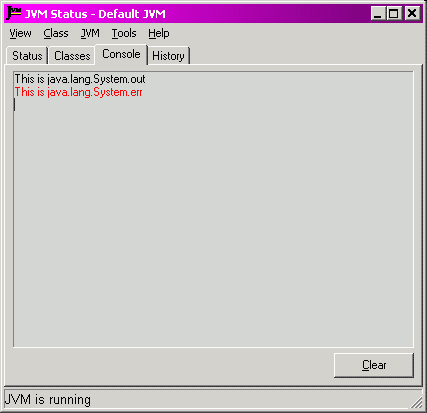 JVM Status - Default JVM
View Class JVM Tools Help
Status Classes Console History
This is java.lang.System.out
This is java.lang.System.err
Clear
JVM is running